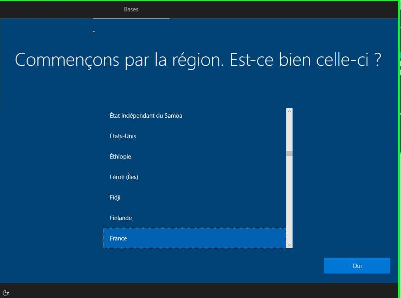 Bases
Commençons par la région. Est-ce bien celle-ci ?
État indépendant du Samoa
États-Unis
Éthiopie
Féroé (Îles)
Fidji
Finlande
France
Oui